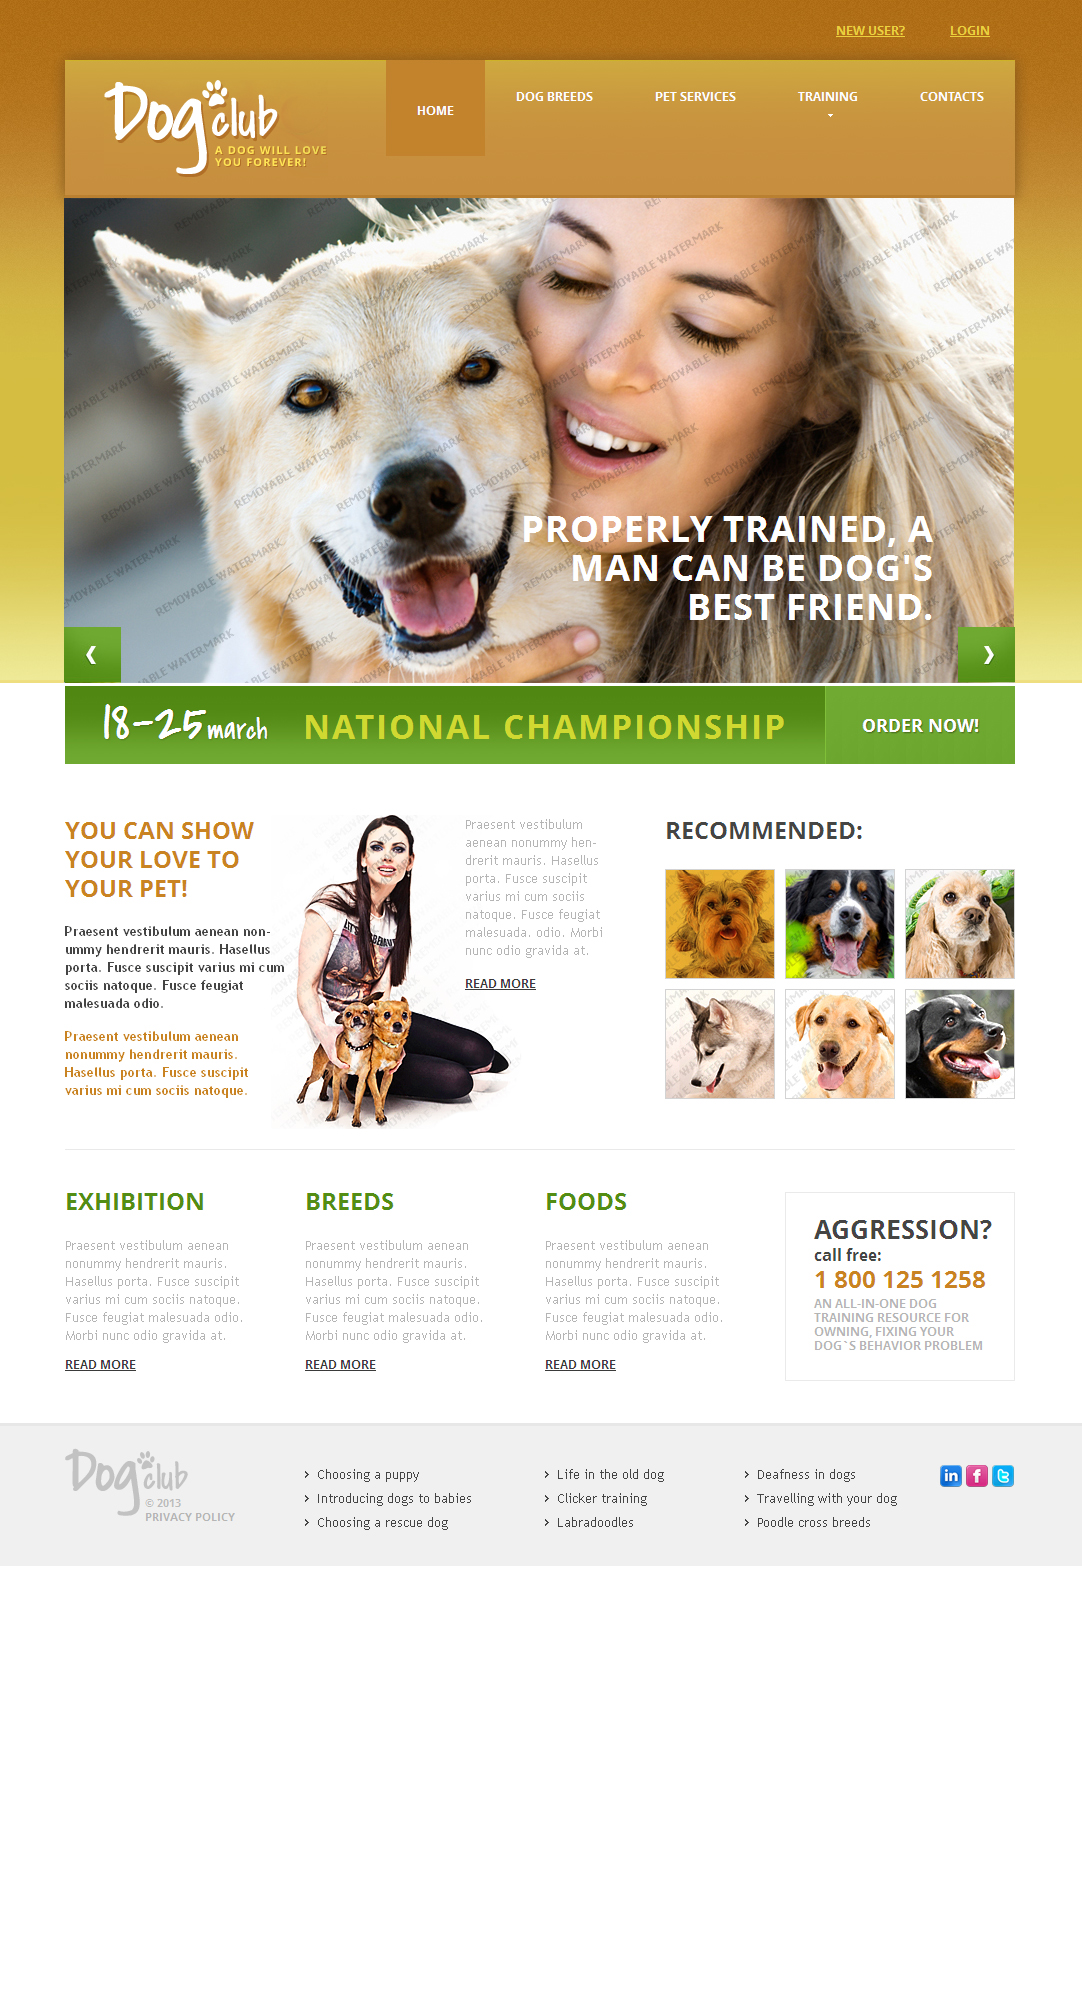 NEW USER? LOGIN
Dog club
A DOG WILL LOVE
YOU FOREVER!
HOME DOG BREEDS PET SERVICES TRAINING CONTACTS
REMOVABLE WATERMARK
PROPERLY TRAINED, A
MAN CAN BE DOG'S
BEST FRIEND.
18-25 march NATIONAL CHAMPIONSHIP ORDER NOW!
YOU CAN SHOW
YOUR LOVE TO
YOUR PET!
Praesent vestibulum aenean non-
ummy hendrerit mauris. Hasellus
porta. Fusce suscipit varius mi cum
sociis natoque. Fusce feugiat
malesuada odio.
Praesent vestibulum aenean
nonummy hendrerit mauris.
Hasellus porta. Fusce suscipit
varius mi cum sociis natoque.
Praesent vestibulum
aenean nonummy hen-
drerit mauris. Hasellus
porta. Fusce suscipit
varius mi cum sociis
natoque. Fusce feugiat
malesuada. odio. Morbi
nunc odio gravida at.
READ MORE
RECOMMENDED:
EXHIBITION
Praesent vestibulum aenean
nonummy hendrerit mauris.
Hasellus porta. Fusce suscipit
varius mi cum sociis natoque.
Fusce feugiat malesuada odio.
Morbi nunc odio gravida at.
READ MORE
BREEDS
Praesent vestibulum aenean
nonummy hendrerit mauris.
Hasellus porta. Fusce suscipit
varius mi cum sociis natoque.
Fusce feugiat malesuada odio.
Morbi nunc odio gravida at.
READ MORE
FOODS
Praesent vestibulum aenean
nonummy hendrerit mauris.
Hasellus porta. Fusce suscipit
varius mi cum sociis natoque.
Fusce feugiat malesuada odio.
Morbi nunc odio gravida at.
READ MORE
AGGRESSION?
call free:
1 800 125 1258
AN ALL-IN-ONE DOG
TRAINING RESOURCE FOR
OWNING, FIXING YOUR
DOG`S BEHAVIOR PROBLEM
Dog club
© 2013
PRIVACY POLICY
Choosing a puppy
Introducing dogs to babies
Choosing a rescue dog
Life in the old dog
Clicker training
Labradoodles
Deafness in dogs
Travelling with your dog
Poodle cross breeds